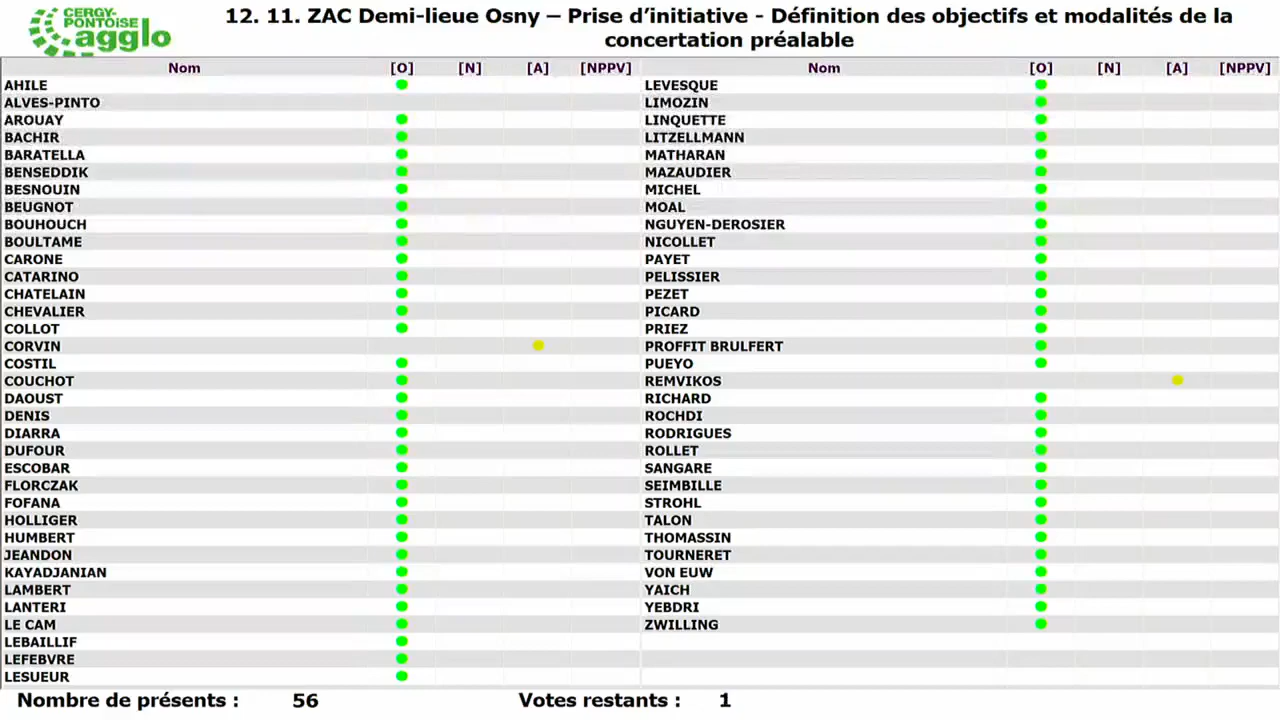 CERGY-
PONTOISE
agglo
12. 11. ZAC Demi-lieue Osny – Prise d’initiative - Définition des objectifs et modalités de la
concertation préalable
Nom [O] [N] [A] [NPPV] Nom [O] [N] [A] [NPPV]
AHILE LEVESQUE
ALVES-PINTO LIMOZIN
AROUAY LINQUETTE
BACHIR LITZELLMANN
BARATELLA MATHARAN
BENSEDDIK MAZAUDIER
BESNOUIN MICHEL
BEUGNOT MOAL
BOUHOUCH NGUYEN-DEROSIER
BOULTAME NICOLLET
CARONE PAYET
CATARINO PELISSIER
CHATELAIN PEZET
CHEVALIER PICARD
COLLOT PRIEZ
CORVIN PROFFIT BRULFERT
COSTIL PUEYO
COUCHOT REMVIKOS
DAOUST RICHARD
DENIS ROCHDI
DIARRA RODRIGUES
DUFOUR ROLLET
ESCOBAR SANGARE
FLORCZAK SEIMBILLE
FOFANA STROHL
HOLLIGER TALON
HUMBERT THOMASSIN
JEANDON TOURNERET
KAYADJANIAN VON EUW
LAMBERT YAICH
LANTERI YEBDRI
LE CAM ZWILLING
LEBAILLIF
LEFEBVRE
LESUEUR
Nombre de présents : 56 Votes restants : 1